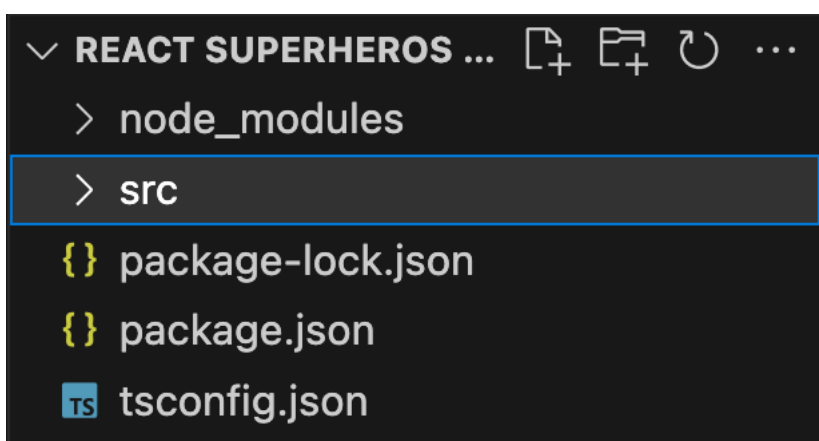 REACT SUPERHEROS ...
node_modules
src
{} package-lock.json
{} package.json
TS tsconfig.json